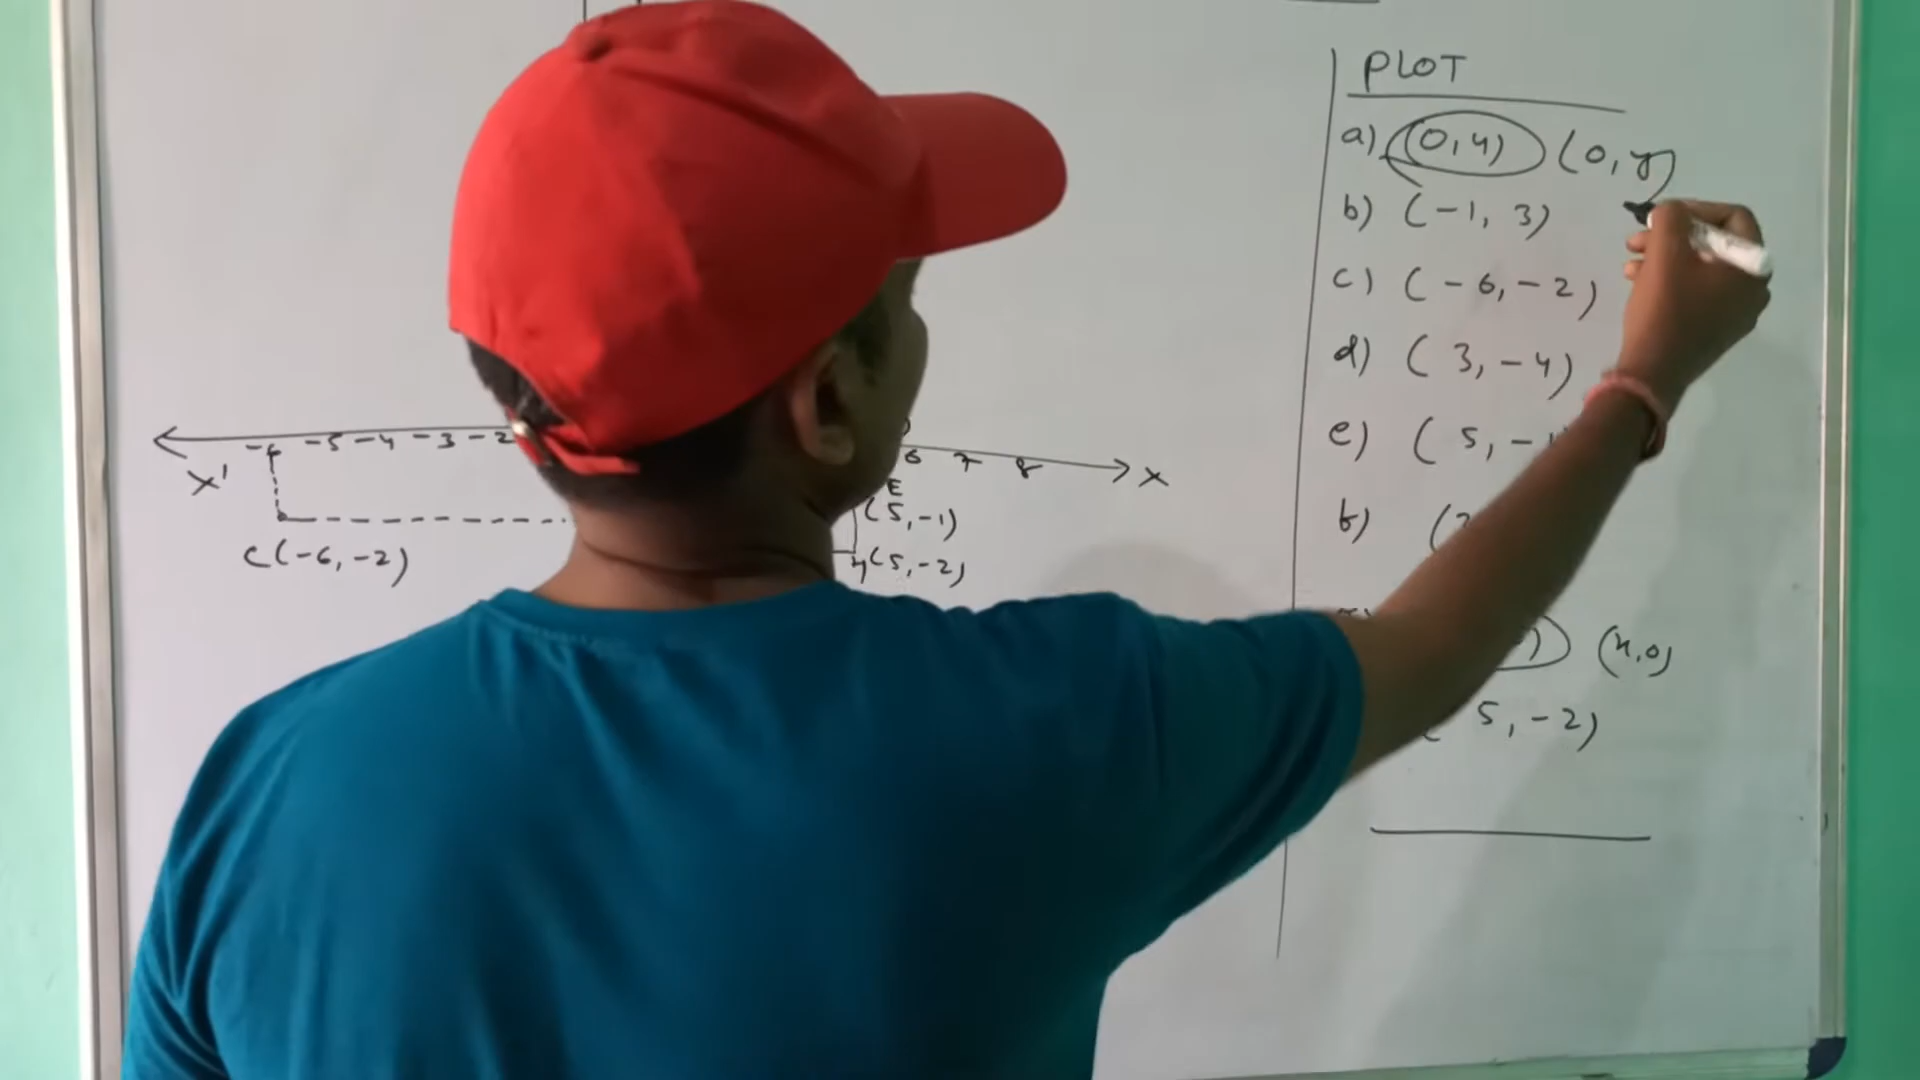 PLOT
a) (0,4) (0,y)
b) (-1, 3)
c) (-6, -2)
d) (3, -4)
e) (5, -1
f) (
(x,0)
5, -2)
-6 -5 -4 -3 -2
6 7 8
X' X
E
(5, -1)
C(-6, -2)
H(5, -2)